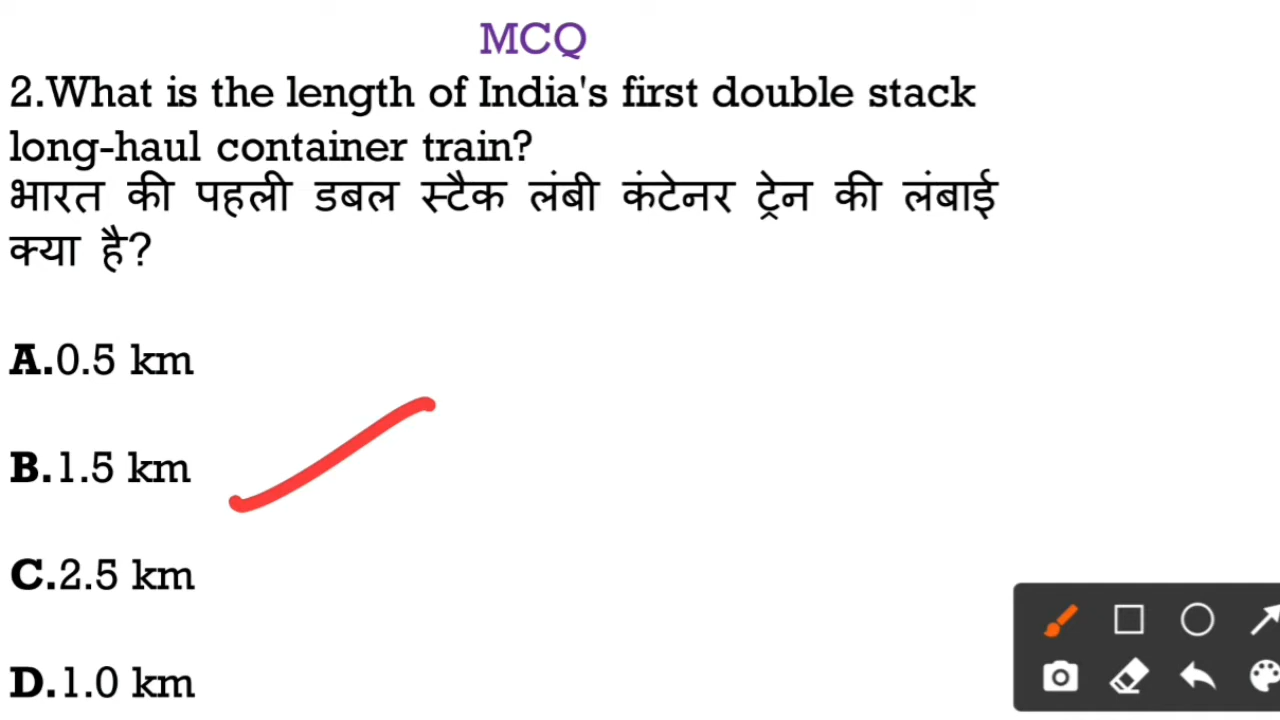 MCQ
2.What is the length of India's first double stack
long-haul container train?
भारत की पहली डबल स्टैक लंबी कंटेनर ट्रेन की लंबाई
क्या है?
A.0.5 km
B.1.5 km
C.2.5 km
D.1.0 km